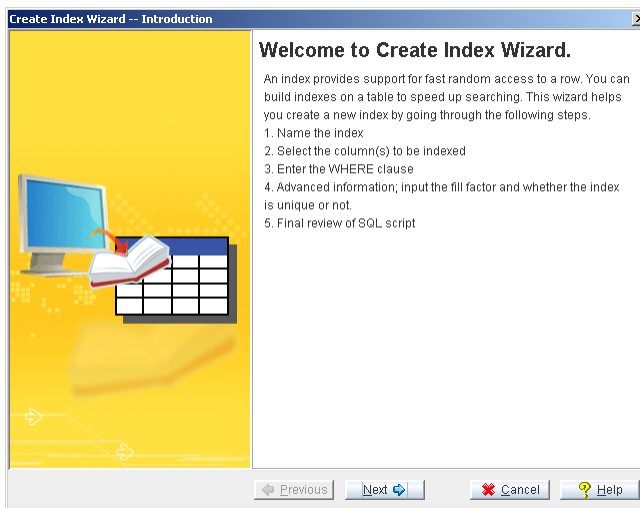 Create Index Wizard -- Introduction
Welcome to Create Index Wizard.
An index provides support for fast random access to a row. You can
build indexes on a table to speed up searching. This wizard helps
you create a new index by going through the following steps.
1. Name the index
2. Select the column(s) to be indexed
3. Enter the WHERE clause
4. Advanced information; input the fill factor and whether the index
is unique or not.
5. Final review of SQL script
Previous
Next
Cancel
Help